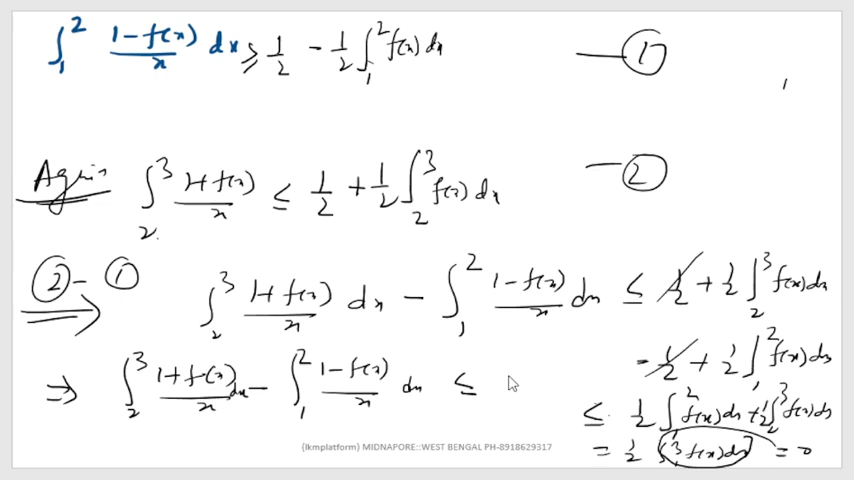 ∫₁² (1-f(x))/x dx ≥ 1/2 - 1/2 ∫₁² f(x) dx —①
Again ∫₂³ (1+f(x))/x ≤ 1/2 + 1/2 ∫₂³ f(x) dx —②
②-① ∫₂³ (1+f(x))/x dx - ∫₁² (1-f(x))/x dx ≤ 1/2 + 1/2 ∫₂³ f(x) dx
- 1/2 + 1/2 ∫₁² f(x) dx
⇒ ∫₂³ (1+f(x))/x dx - ∫₁² (1-f(x))/x dx ≤
≤ 1/2 ∫₁² f(x) dx + 1/2 ∫₂³ f(x) dx
= 1/2 ∫₁³ f(x) dx = 0
{lkmplatform} MIDNAPORE::WEST BENGAL PH-8918629317